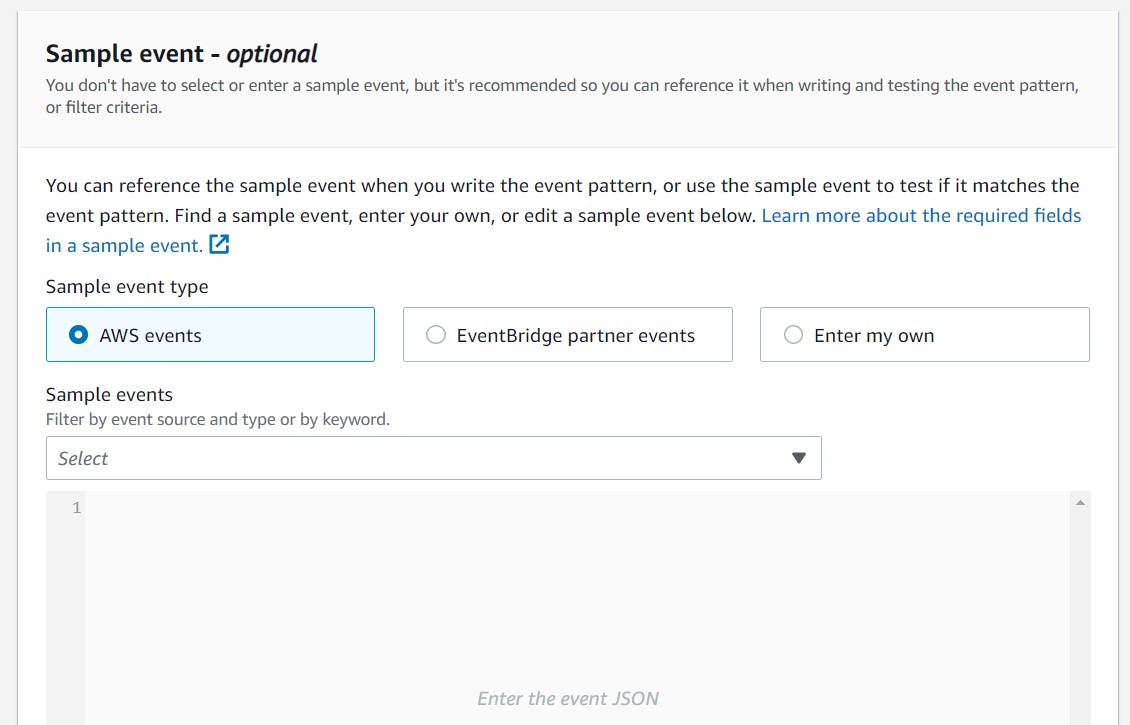 Sample event - optional
You don't have to select or enter a sample event, but it's recommended so you can reference it when writing and testing the event pattern,
or filter criteria.
You can reference the sample event when you write the event pattern, or use the sample event to test if it matches the
event pattern. Find a sample event, enter your own, or edit a sample event below. Learn more about the required fields
in a sample event.
Sample event type
AWS events
EventBridge partner events
Enter my own
Sample events
Filter by event source and type or by keyword.
Select
1
Enter the event JSON